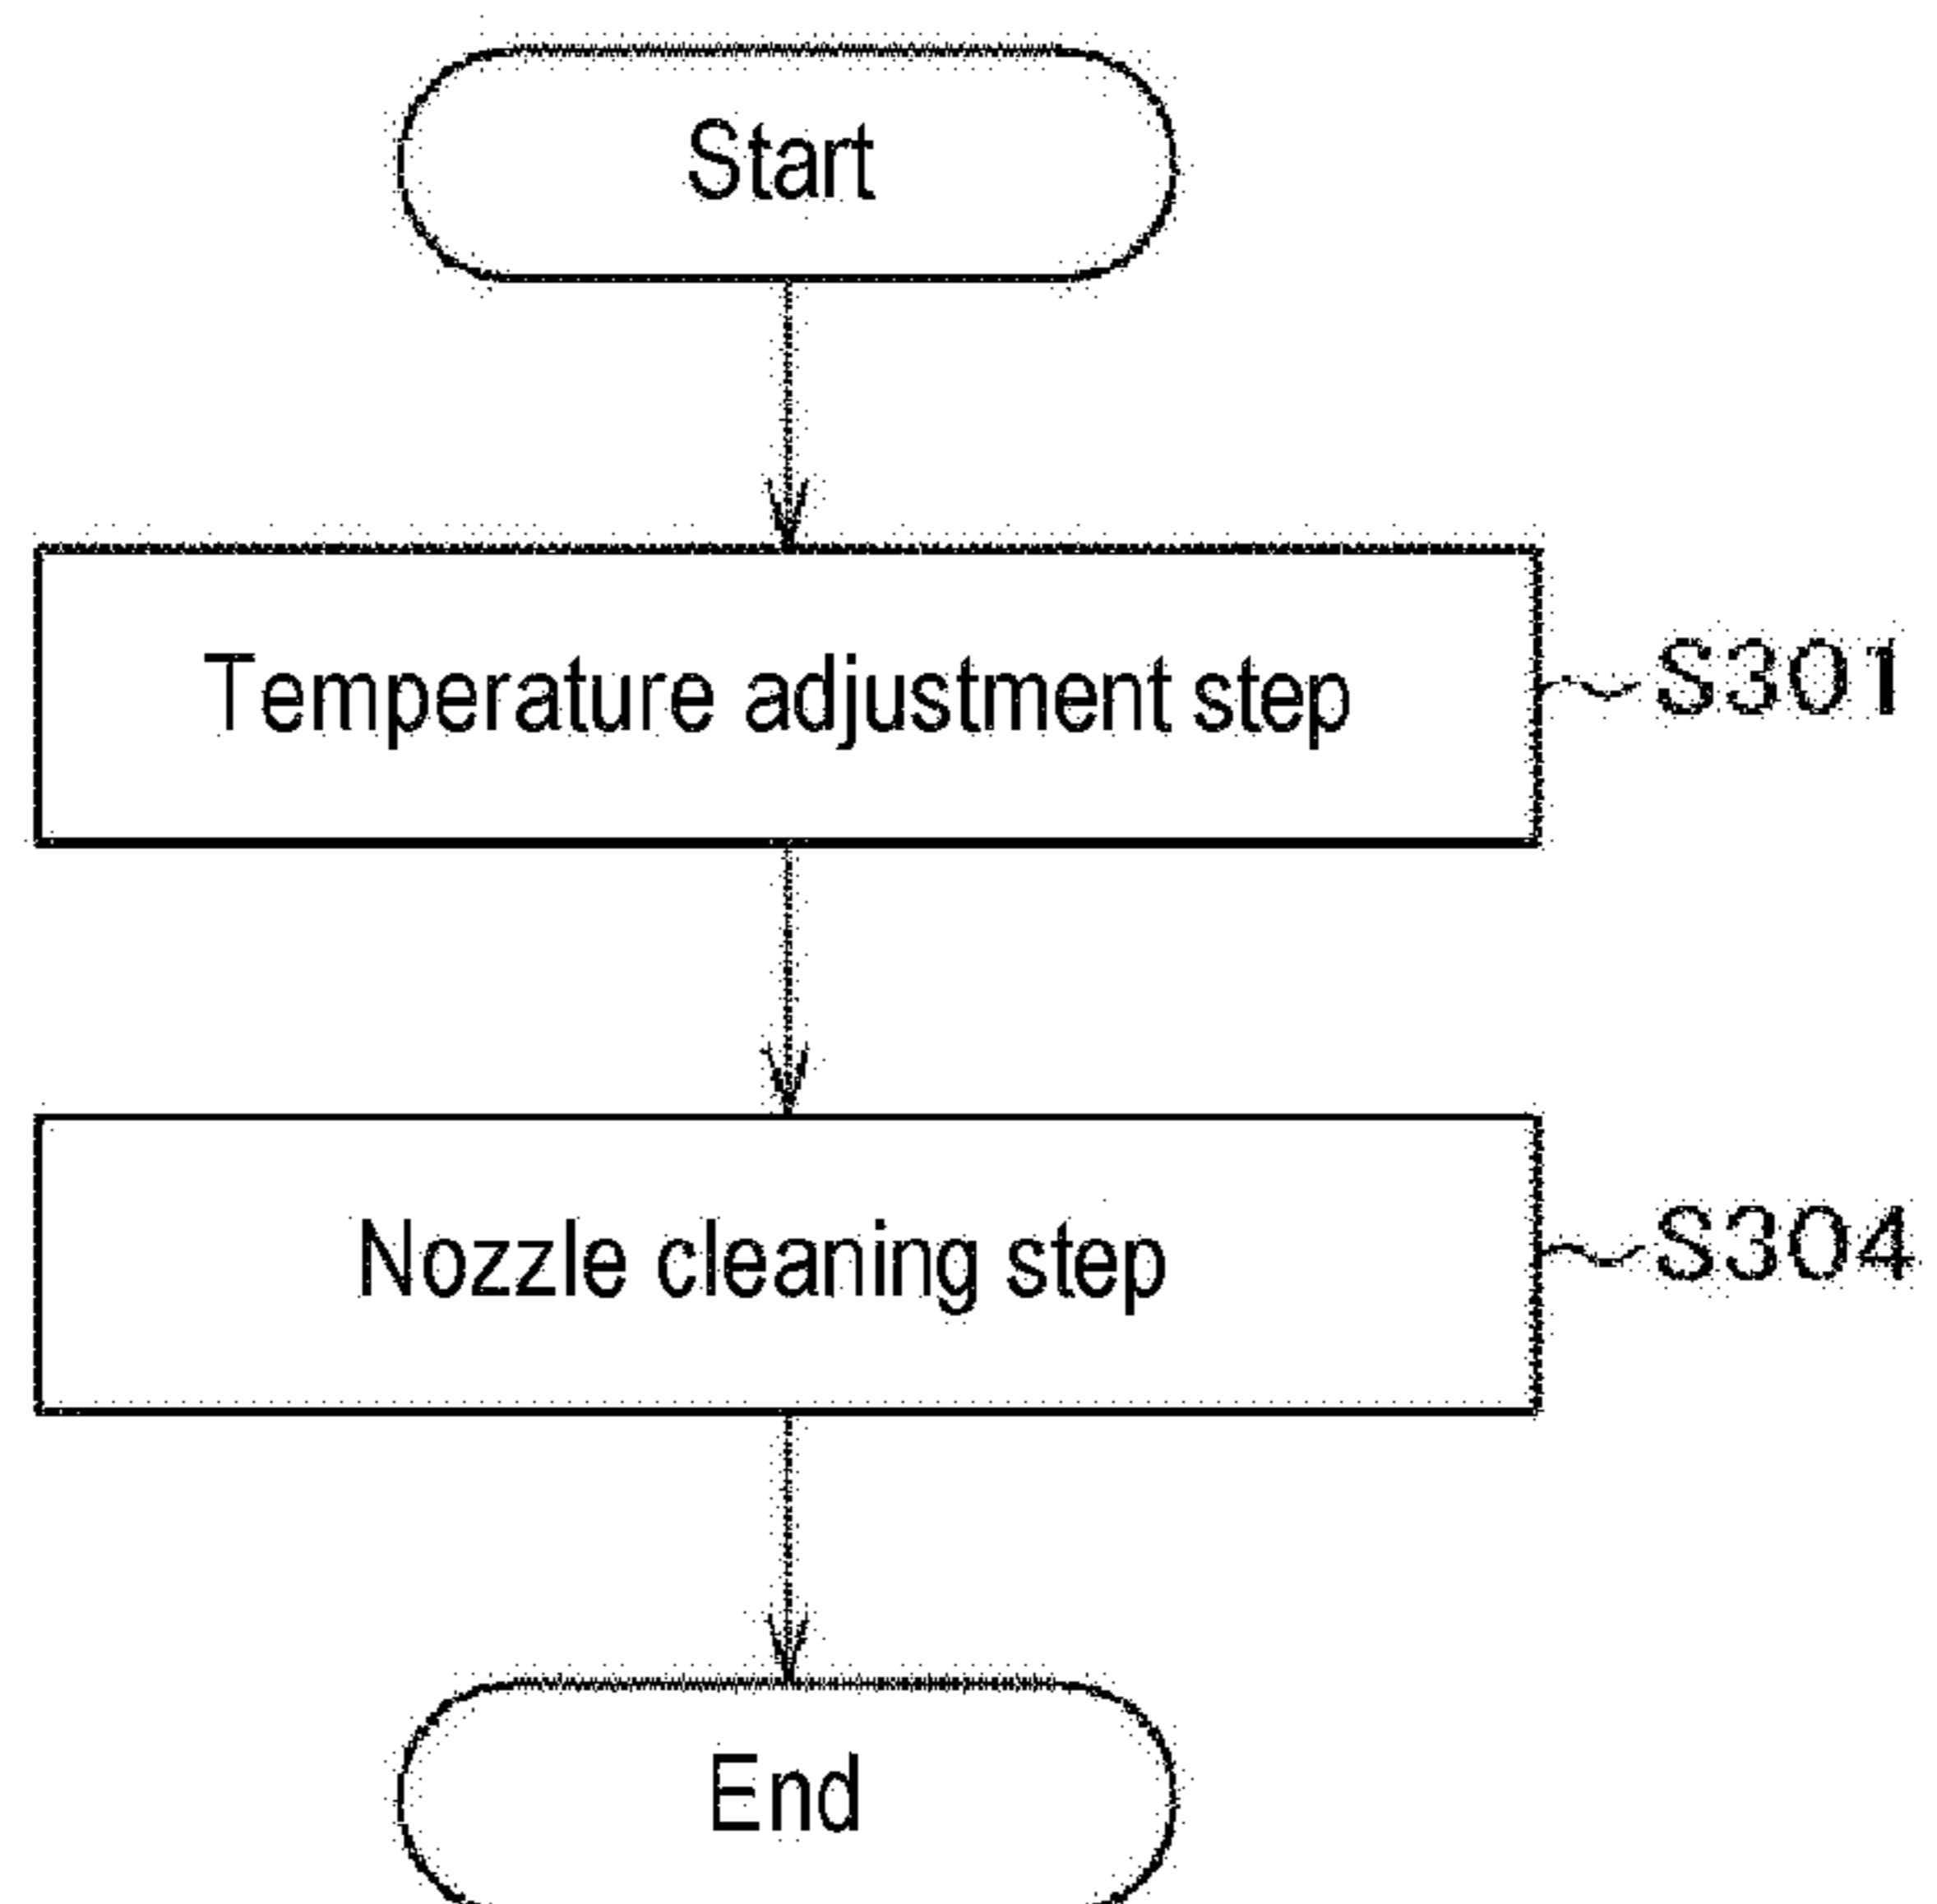 Start
Temperature adjustment step
S301
Nozzle cleaning step
S304
End